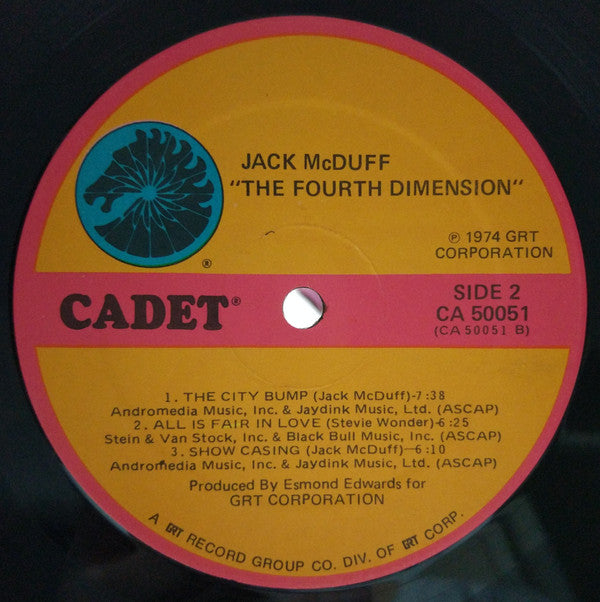 JACK McDUFF
"THE FOURTH DIMENSION"
℗ 1974 GRT
CORPORATION
®
CADET®
SIDE 2
CA 50051
(CA 50051 B)
1. THE CITY BUMP (Jack McDuff)-7:38
Andromedia Music, Inc. & Jaydink Music, Ltd. (ASCAP)
2. ALL IS FAIR IN LOVE (Stevie Wonder)-6:25
Stein & Van Stock, Inc. & Black Bull Music, Inc. (ASCAP)
3. SHOW CASING (Jack McDuff)—6:10
Andromedia Music, Inc. & Jaydink Music, Ltd. (ASCAP)
Produced By Esmond Edwards for
GRT CORPORATION
A GRT RECORD GROUP CO. DIV. OF GRT CORP.